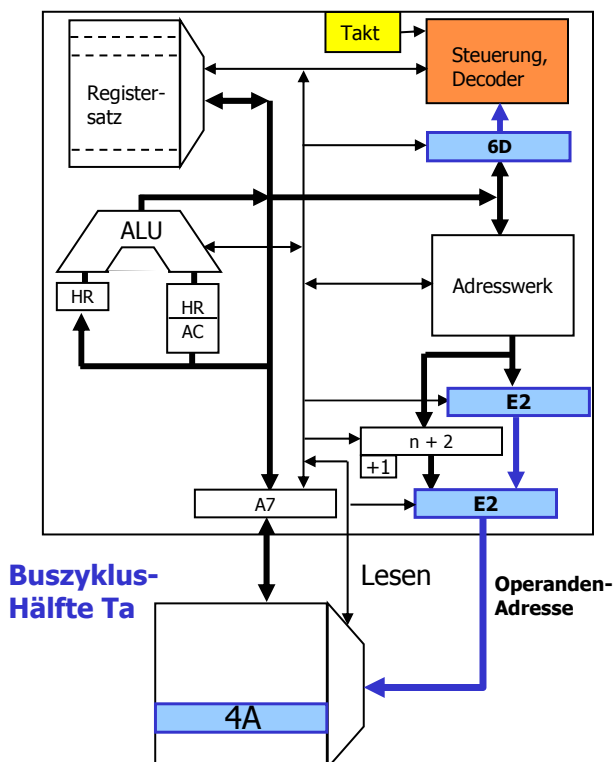 Takt
Steuerung,
Decoder
Register-
satz
6D
ALU
Adresswerk
HR
HR
AC
E2
n + 2
+1
A7
E2
Buszyklus-
Hälfte Ta
Lesen
Operanden-
Adresse
4A